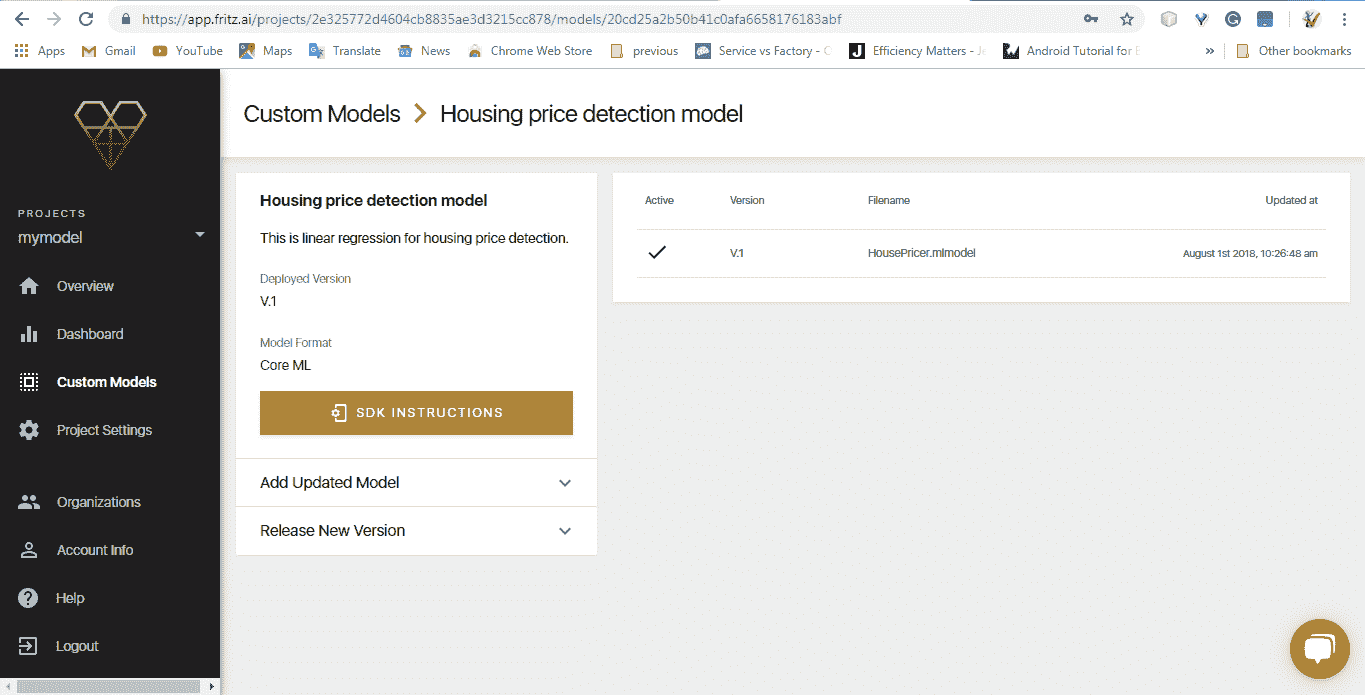 https://app.fritz.ai/projects/2e325772d4604cb8835ae3d3215cc878/models/20cd25a2b50b41c0afa6658176183abf
Apps Gmail YouTube Maps Translate News Chrome Web Store previous Service vs Factory - Efficiency Matters - Android Tutorial for Other bookmarks
Custom Models Housing price detection model
PROJECTS
mymodel
Overview
Dashboard
Custom Models
Project Settings
Organizations
Account Info
Help
Logout
Housing price detection model
This is linear regression for housing price detection.
Deployed Version
V.1
Model Format
Core ML
SDK INSTRUCTIONS
Add Updated Model
Release New Version
Active Version Filename Updated at
V.1 HousePricer.mlmodel August 1st 2018, 10:26:48 am